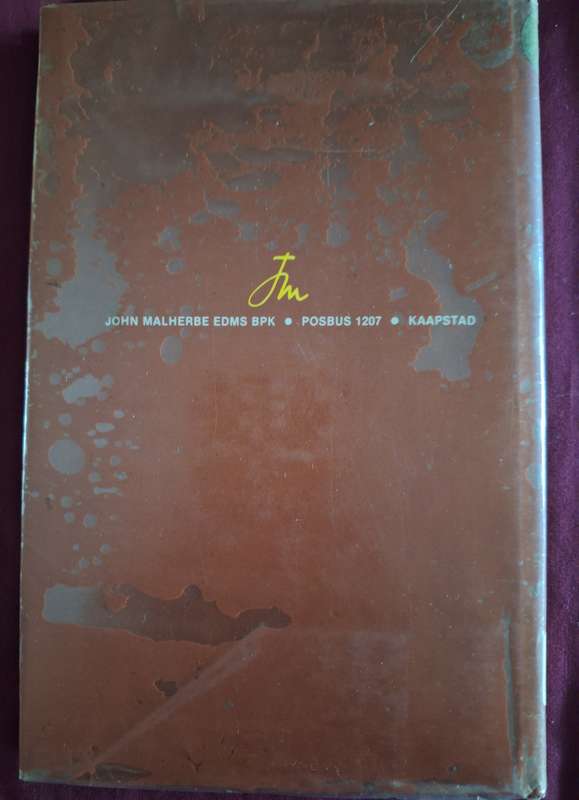 Jm
JOHN MALHERBE EDMS BPK ● POSBUS 1207 ● KAAPSTAD